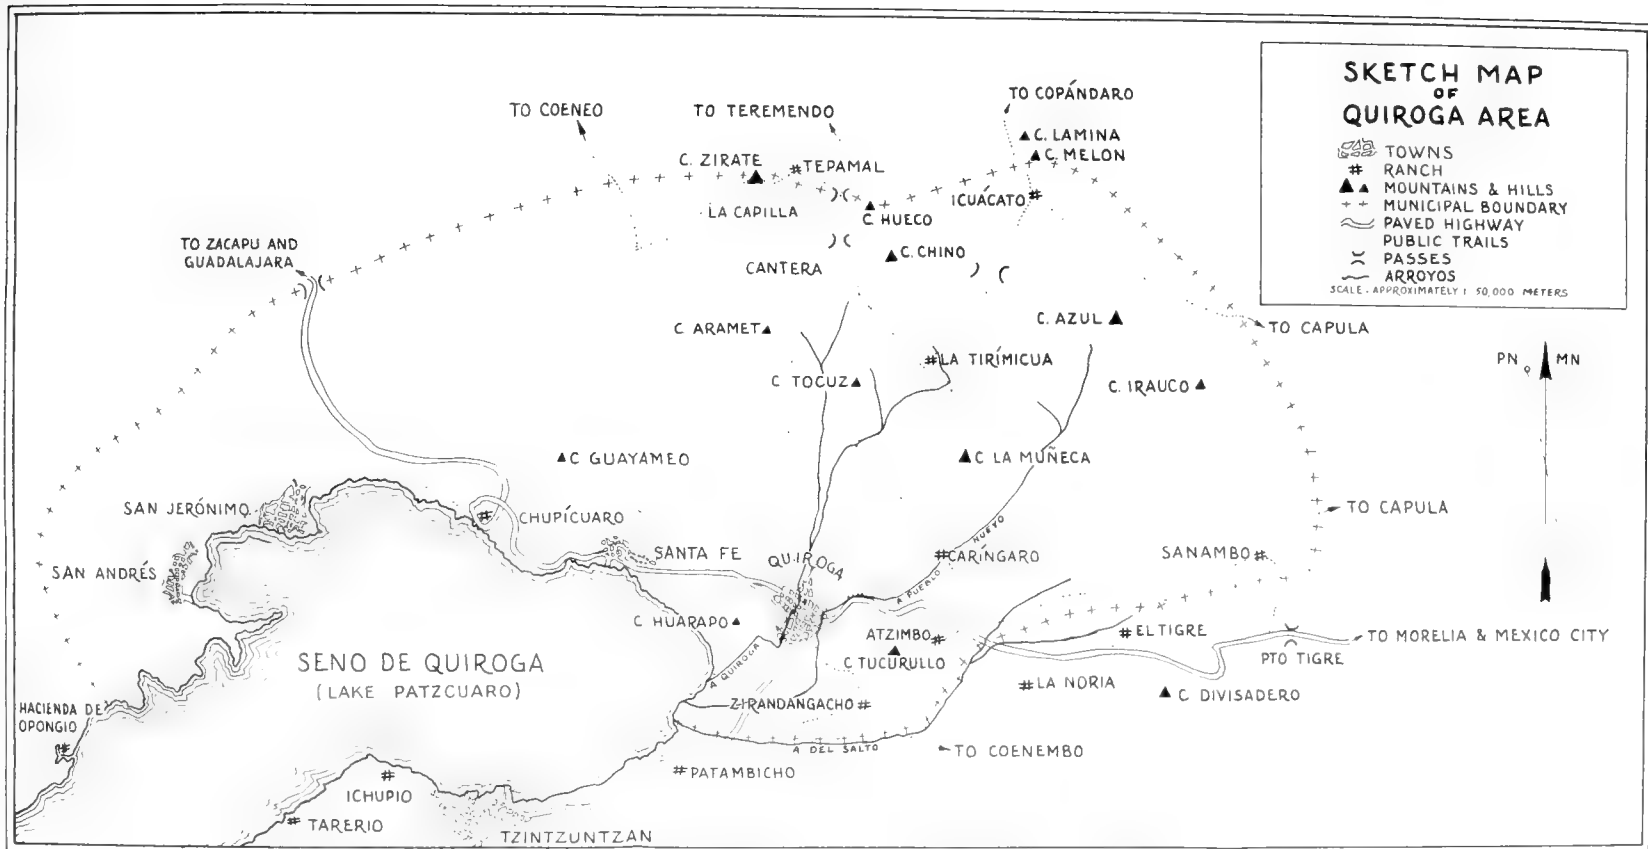 SKETCH MAP
OF
QUIROGA AREA
TOWNS
RANCH
MOUNTAINS & HILLS
MUNICIPAL BOUNDARY
PAVED HIGHWAY
PUBLIC TRAILS
PASSES
ARROYOS
SCALE - APPROXIMATELY 1 50,000 METERS
TO COENEO
TO TEREMENDO
TO COPÁNDARO
C. LAMINA
C. MELON
C. ZIRATE
TEPAMAL
ICUÁCATO
LA CAPILLA
C. HUECO
TO ZACAPU AND
GUADALAJARA
C. CHINO
CANTERA
C ARAMET
C. AZUL
TO CAPULA
LA TIRÍMICUA
PN
MN
C TOCUZ
C. IRAUCO
C GUAYAMEO
C LA MUÑECA
SAN JERÓNIMO
CHUPÍCUARO
TO CAPULA
SANTA FE
QUIROGA
A PUEBLO NUEVO
CARÍNGARO
SANAMBO
SAN ANDRÉS
C HUARAPO
ATZIMBO
EL TIGRE
TO MORELIA & MEXICO CITY
C TUCURULLO
PTO TIGRE
SENO DE QUIROGA
(LAKE PATZCUARO)
A QUIROGA
LA NORIA
C DIVISADERO
ZIRANDANGACHO
HACIENDA DE
OPONGIO
A DEL SALTO
TO COENEMBO
PATAMBICHO
ICHUPIO
TARERIO
TZINTZUNTZAN